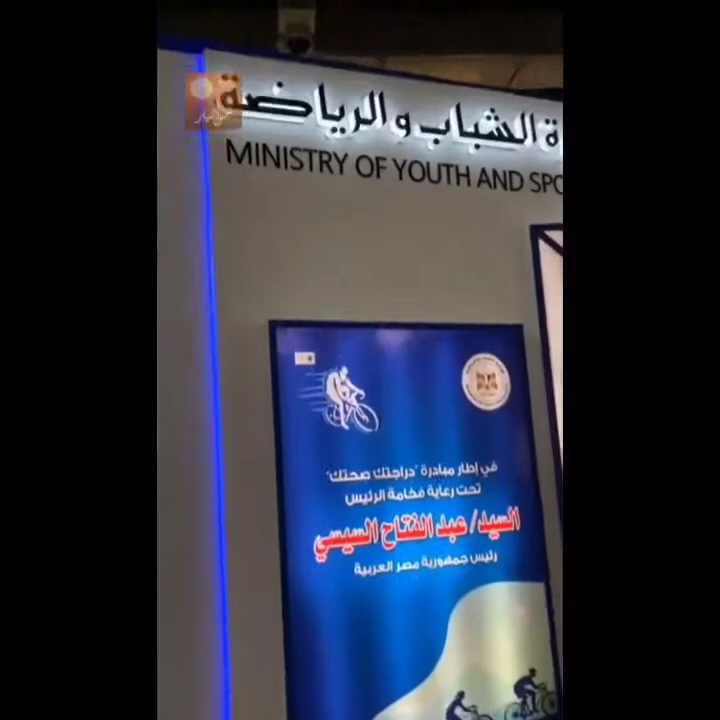 ة الشباب والرياضة
MINISTRY OF YOUTH AND SPO
في إطار مبادرة "دراجتك صحتك"
تحت رعاية فخامة الرئيس
السيد/ عبد الفتاح السيسي
رئيس جمهورية مصر العربية